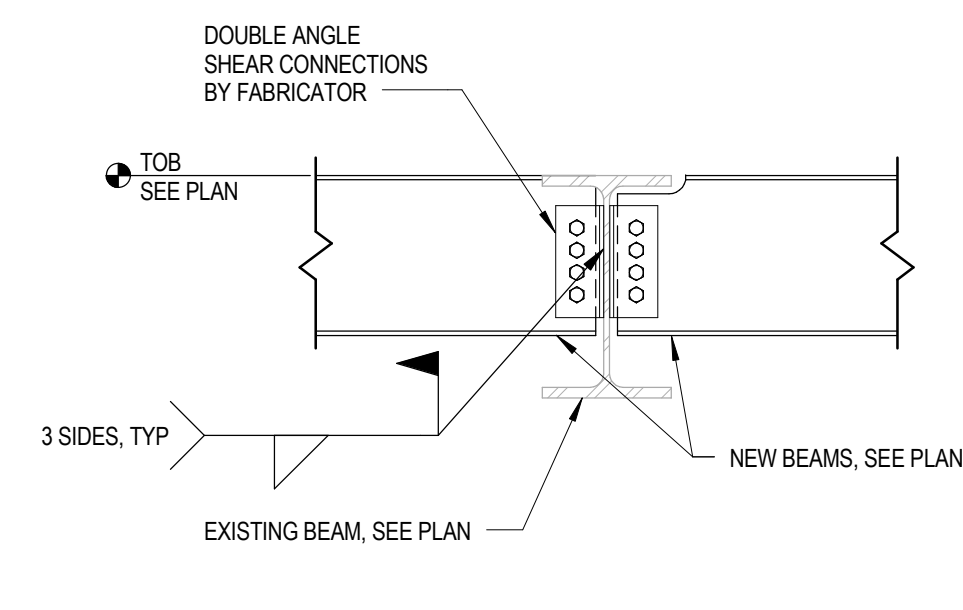 DOUBLE ANGLE
SHEAR CONNECTIONS
BY FABRICATOR
TOB
SEE PLAN
3 SIDES, TYP
NEW BEAMS, SEE PLAN
EXISTING BEAM, SEE PLAN